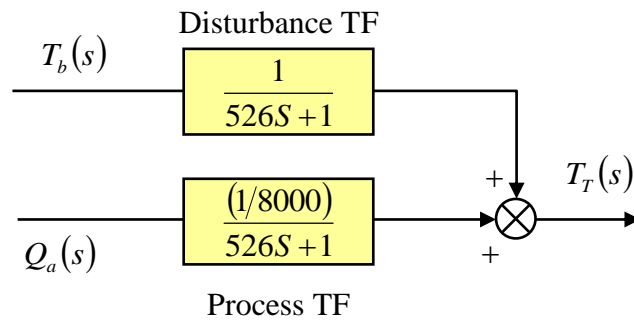 Disturbance TF
T_b(s)
1
526S + 1
+
T_T(s)
(1/8000)
526S + 1
+
Q_a(s)
Process TF